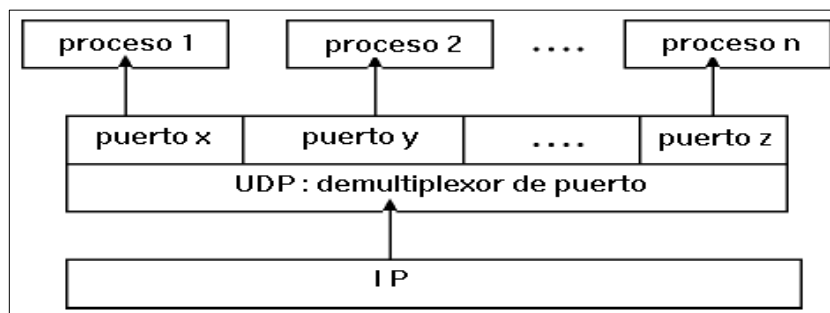 proceso 1 proceso 2 .... proceso n
puerto x puerto y .... puerto z
UDP : demultiplexor de puerto
I P